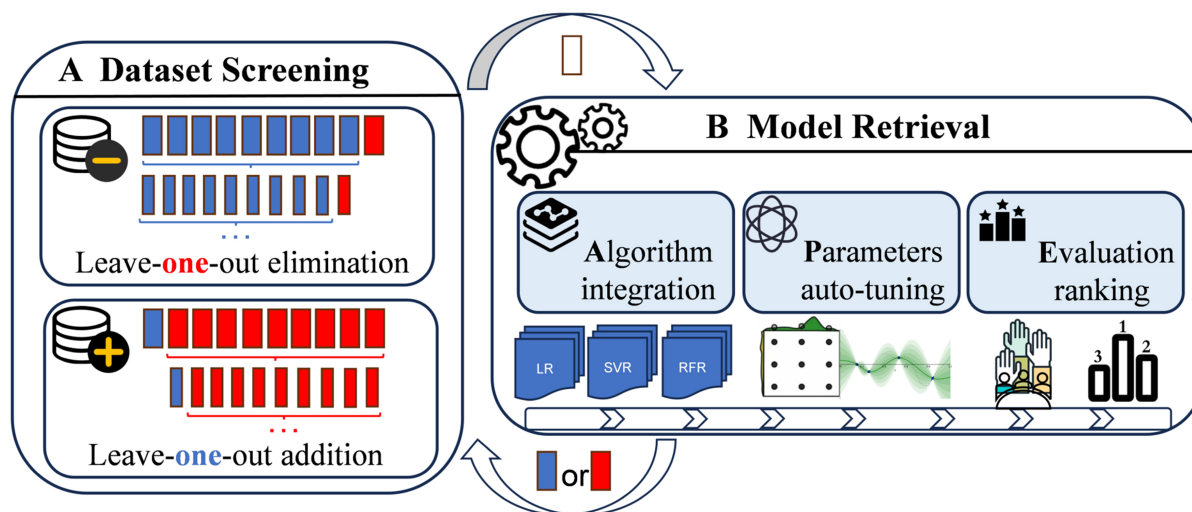 A Dataset Screening
Leave-one-out elimination
Leave-one-out addition
B Model Retrieval
Algorithm
integration
Parameters
auto-tuning
Evaluation
ranking
LR
SVR
RFR
3
1
2
or